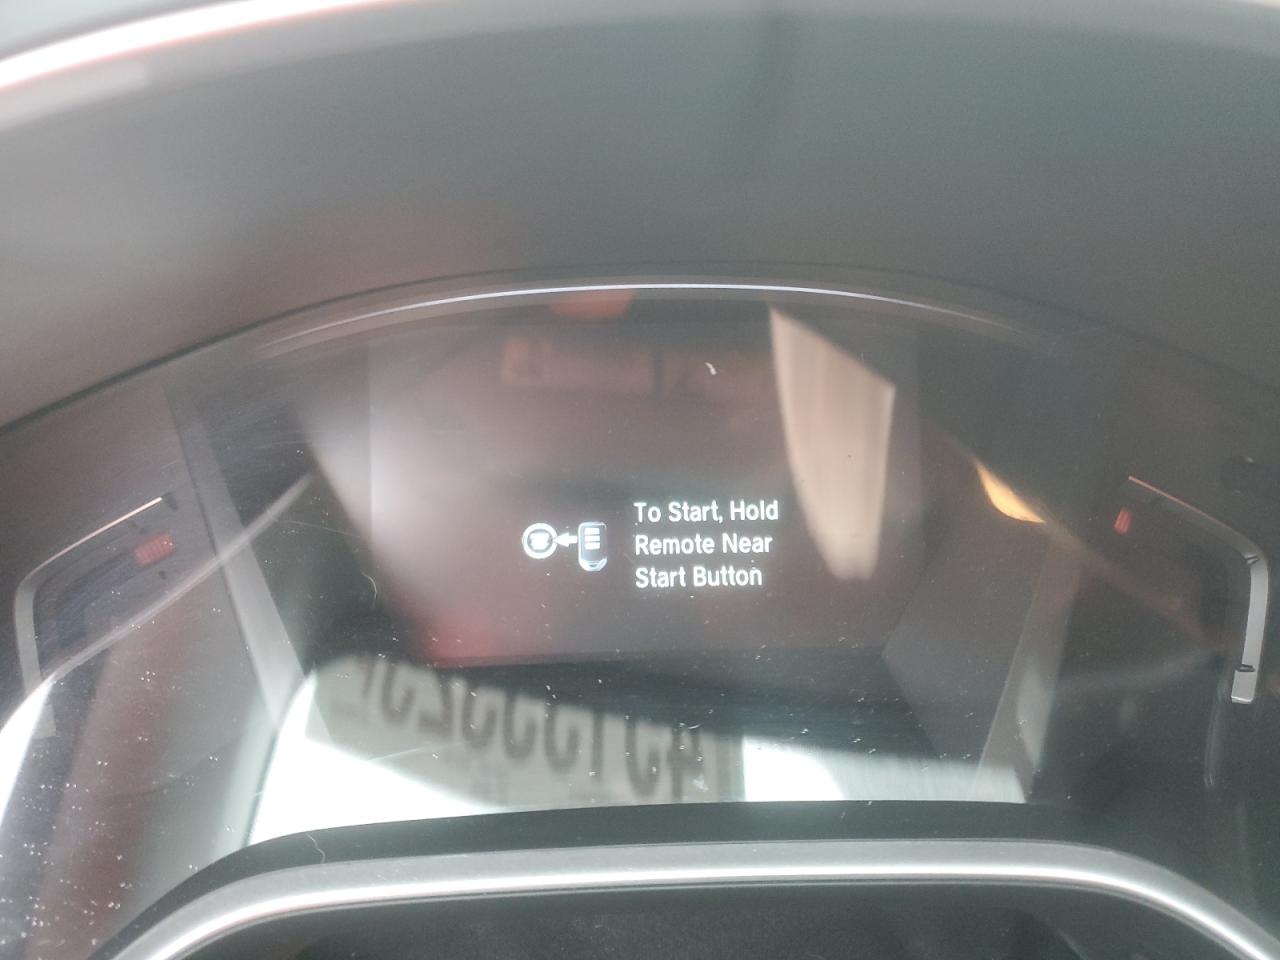 To Start, Hold
Remote Near
Start Button